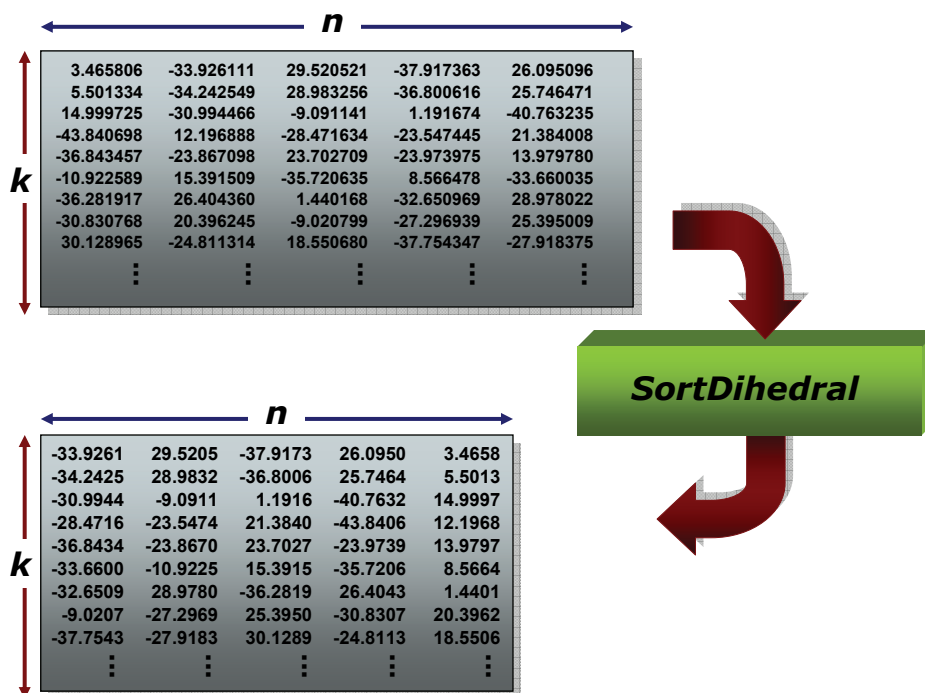 n
k
3.465806 -33.926111 29.520521 -37.917363 26.095096
5.501334 -34.242549 28.983256 -36.800616 25.746471
14.999725 -30.994466 -9.091141 1.191674 -40.763235
-43.840698 12.196888 -28.471634 -23.547445 21.384008
-36.843457 -23.867098 23.702709 -23.973975 13.979780
-10.922589 15.391509 -35.720635 8.566478 -33.660035
-36.281917 26.404360 1.440168 -32.650969 28.978022
-30.830768 20.396245 -9.020799 -27.296939 25.395009
30.128965 -24.811314 18.550680 -37.754347 -27.918375
⋮ ⋮ ⋮ ⋮ ⋮
SortDihedral
n
k
-33.9261 29.5205 -37.9173 26.0950 3.4658
-34.2425 28.9832 -36.8006 25.7464 5.5013
-30.9944 -9.0911 1.1916 -40.7632 14.9997
-28.4716 -23.5474 21.3840 -43.8406 12.1968
-36.8434 -23.8670 23.7027 -23.9739 13.9797
-33.6600 -10.9225 15.3915 -35.7206 8.5664
-32.6509 28.9780 -36.2819 26.4043 1.4401
-9.0207 -27.2969 25.3950 -30.8307 20.3962
-37.7543 -27.9183 30.1289 -24.8113 18.5506
⋮ ⋮ ⋮ ⋮ ⋮